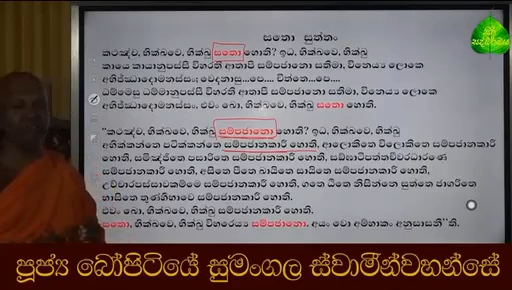 සතො සුත්තං
කථඤ්ච, භික්ඛවෙ, භික්ඛු සතො හොති? ඉධ, භික්ඛවෙ, භික්ඛු
කායෙ කායානුපස්සී විහරති ආතාපී සම්පජානො සතිමා, විනෙය්‍ය ලොකෙ
අභිජ්ඣාදොමනස්සං; වෙදනාසු...පෙ.... චිත්තෙ...පෙ....
ධම්මෙසු ධම්මානුපස්සී විහරති ආතාපී සම්පජානො සතිමා, විනෙය්‍ය ලොකෙ
අභිජ්ඣාදොමනස්සං. එවං ඛො, භික්ඛවෙ, භික්ඛු සතො හොති.
"කථඤ්ච, භික්ඛවෙ, භික්ඛු සම්පජානො හොති? ඉධ, භික්ඛවෙ, භික්ඛු
අභික්කන්තෙ පටික්කන්තෙ සම්පජානකාරී හොති, ආලොකිතෙ විලොකිතෙ සම්පජානකාරී
හොති, සමිඤ්ජිතෙ පසාරිතෙ සම්පජානකාරී හොති, සඞ්ඝාටිපත්තචීවරධාරණෙ
සම්පජානකාරී හොති, අසිතෙ පීතෙ ඛායිතෙ සායිතෙ සම්පජානකාරී හොති,
උච්චාරපස්සාවකම්මෙ සම්පජානකාරී හොති, ගතෙ ඨිතෙ නිසින්නෙ සුත්තෙ ජාගරිතෙ
භාසිතෙ තුණ්හීභාවෙ සම්පජානකාරී හොති.
එවං ඛො, භික්ඛවෙ, භික්ඛු සම්පජානකාරී හොති.
සතො, භික්ඛවෙ, භික්ඛු විහරෙය්‍ය සම්පජානො. අයං වො අම්හාකං අනුසාසනී"ති.
පූජ්‍ය බෝපිටියේ සුමංගල ස්වාමීන්වහන්සේ